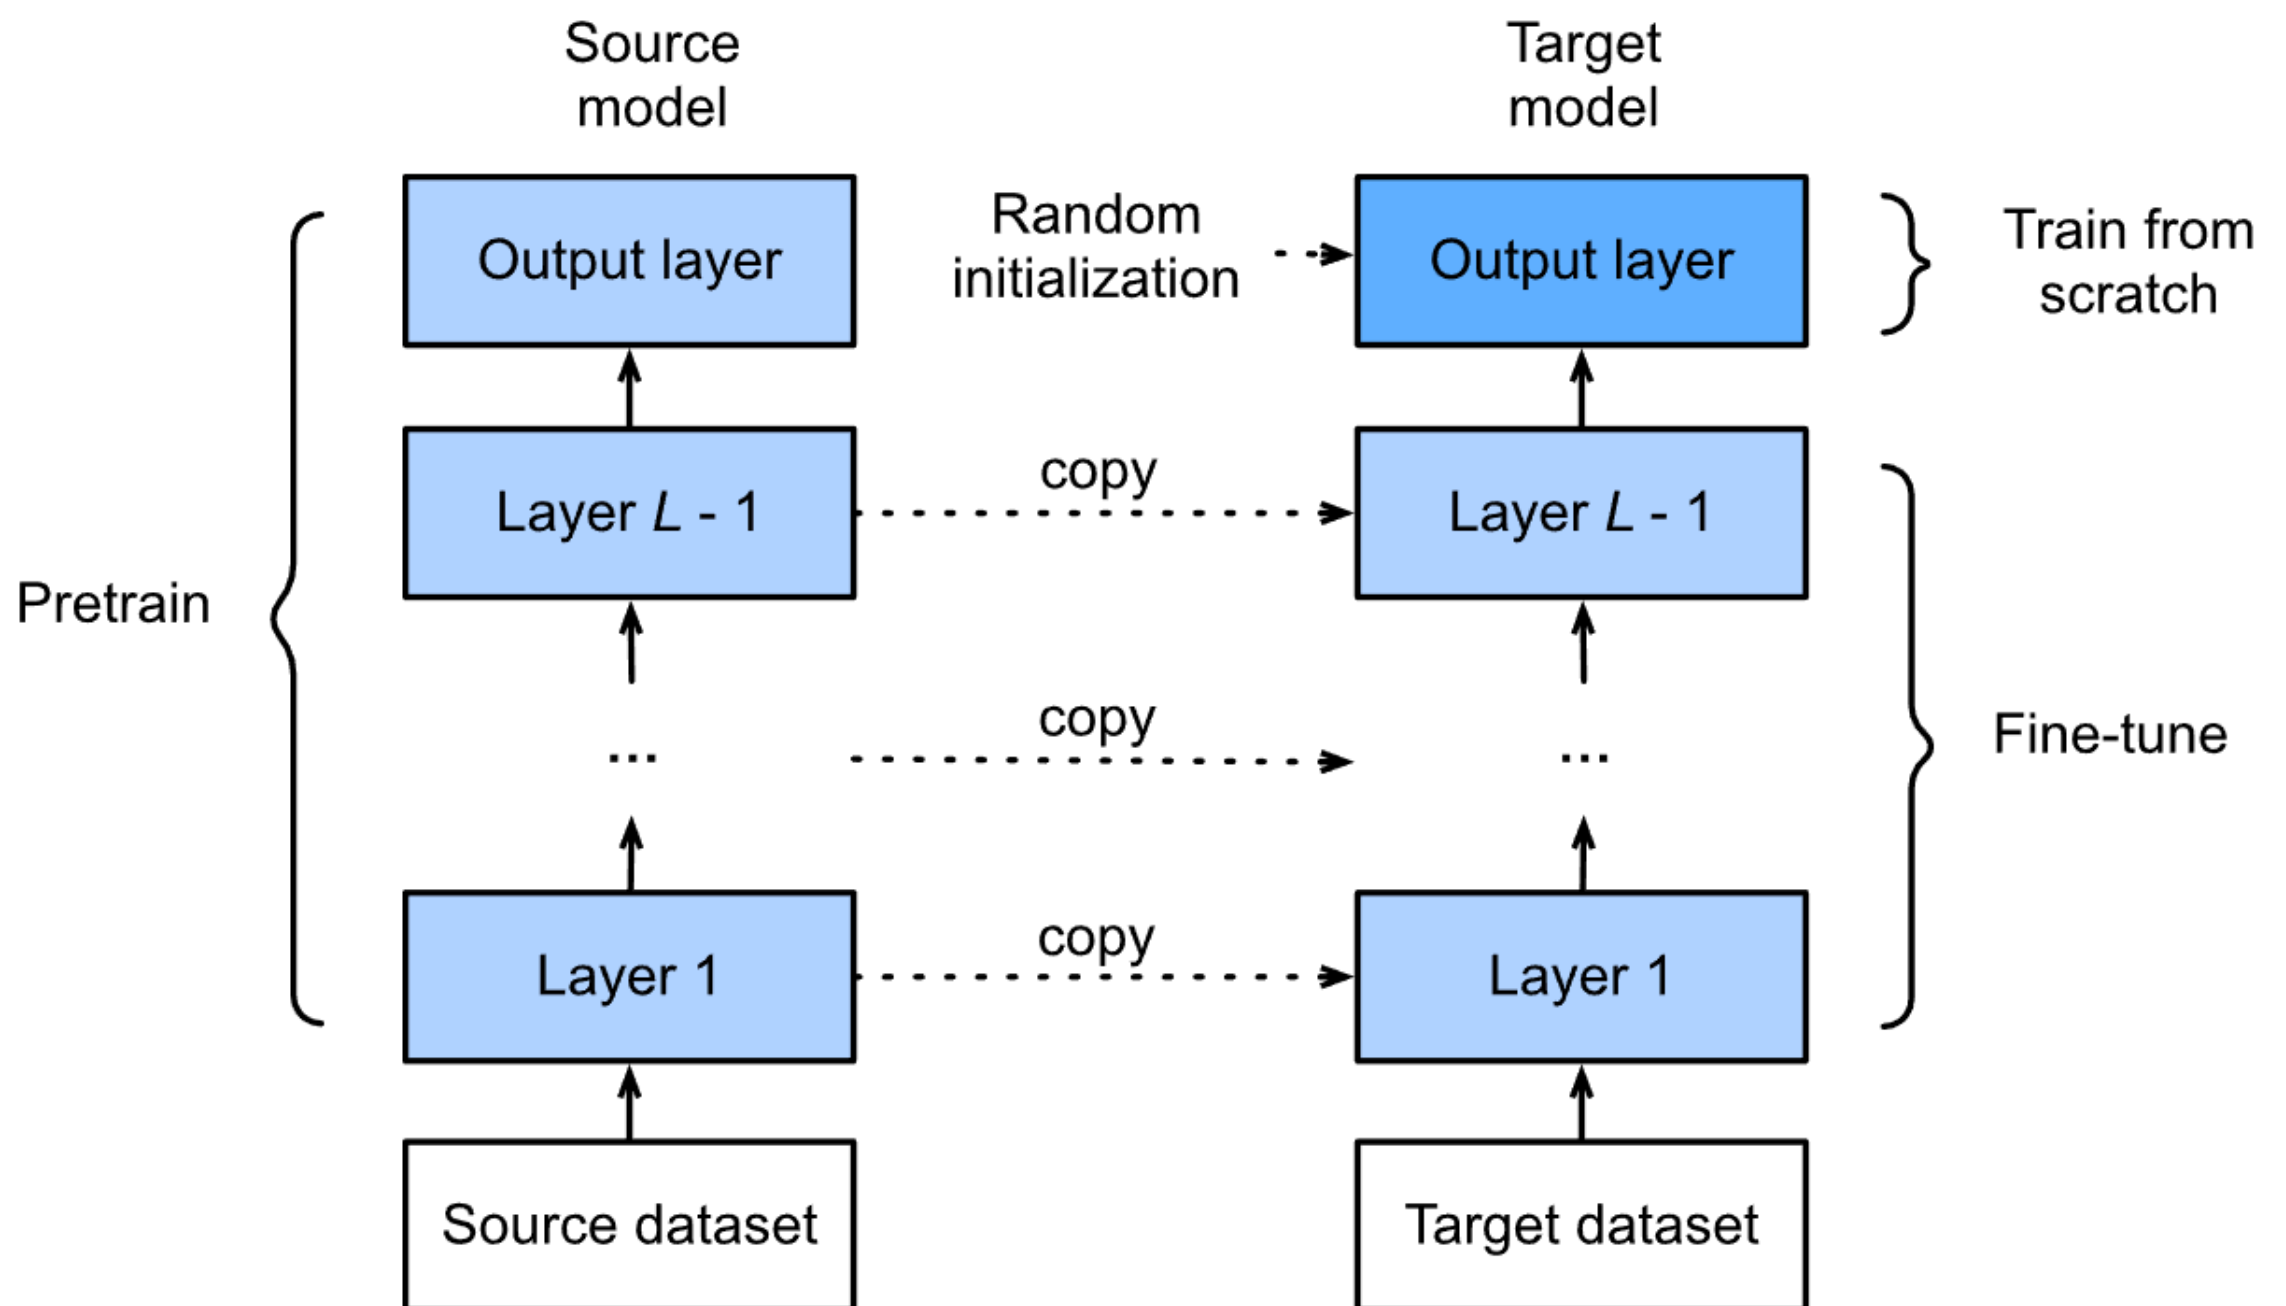 Source
model
Target
model
Output layer
Random
initialization
Output layer
Train from
scratch
Layer L - 1
copy
Layer L - 1
Pretrain
...
copy
...
Fine-tune
Layer 1
copy
Layer 1
Source dataset
Target dataset